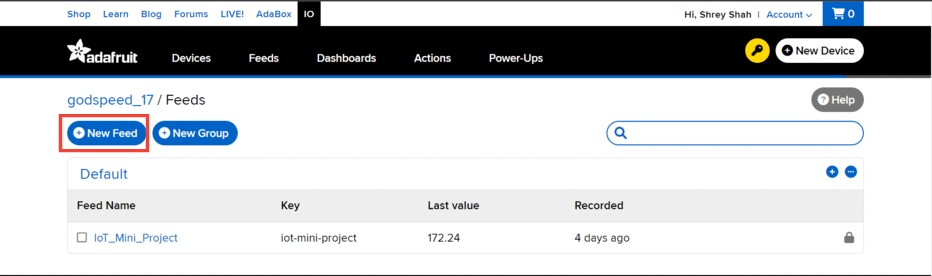 Shop Learn Blog Forums LIVE! AdaBox IO Hi, Shrey Shah | Account 0
adafruit Devices Feeds Dashboards Actions Power-Ups New Device
godspeed_17 / Feeds Help
New Feed New Group
Default
Feed Name Key Last value Recorded
IoT_Mini_Project iot-mini-project 172.24 4 days ago